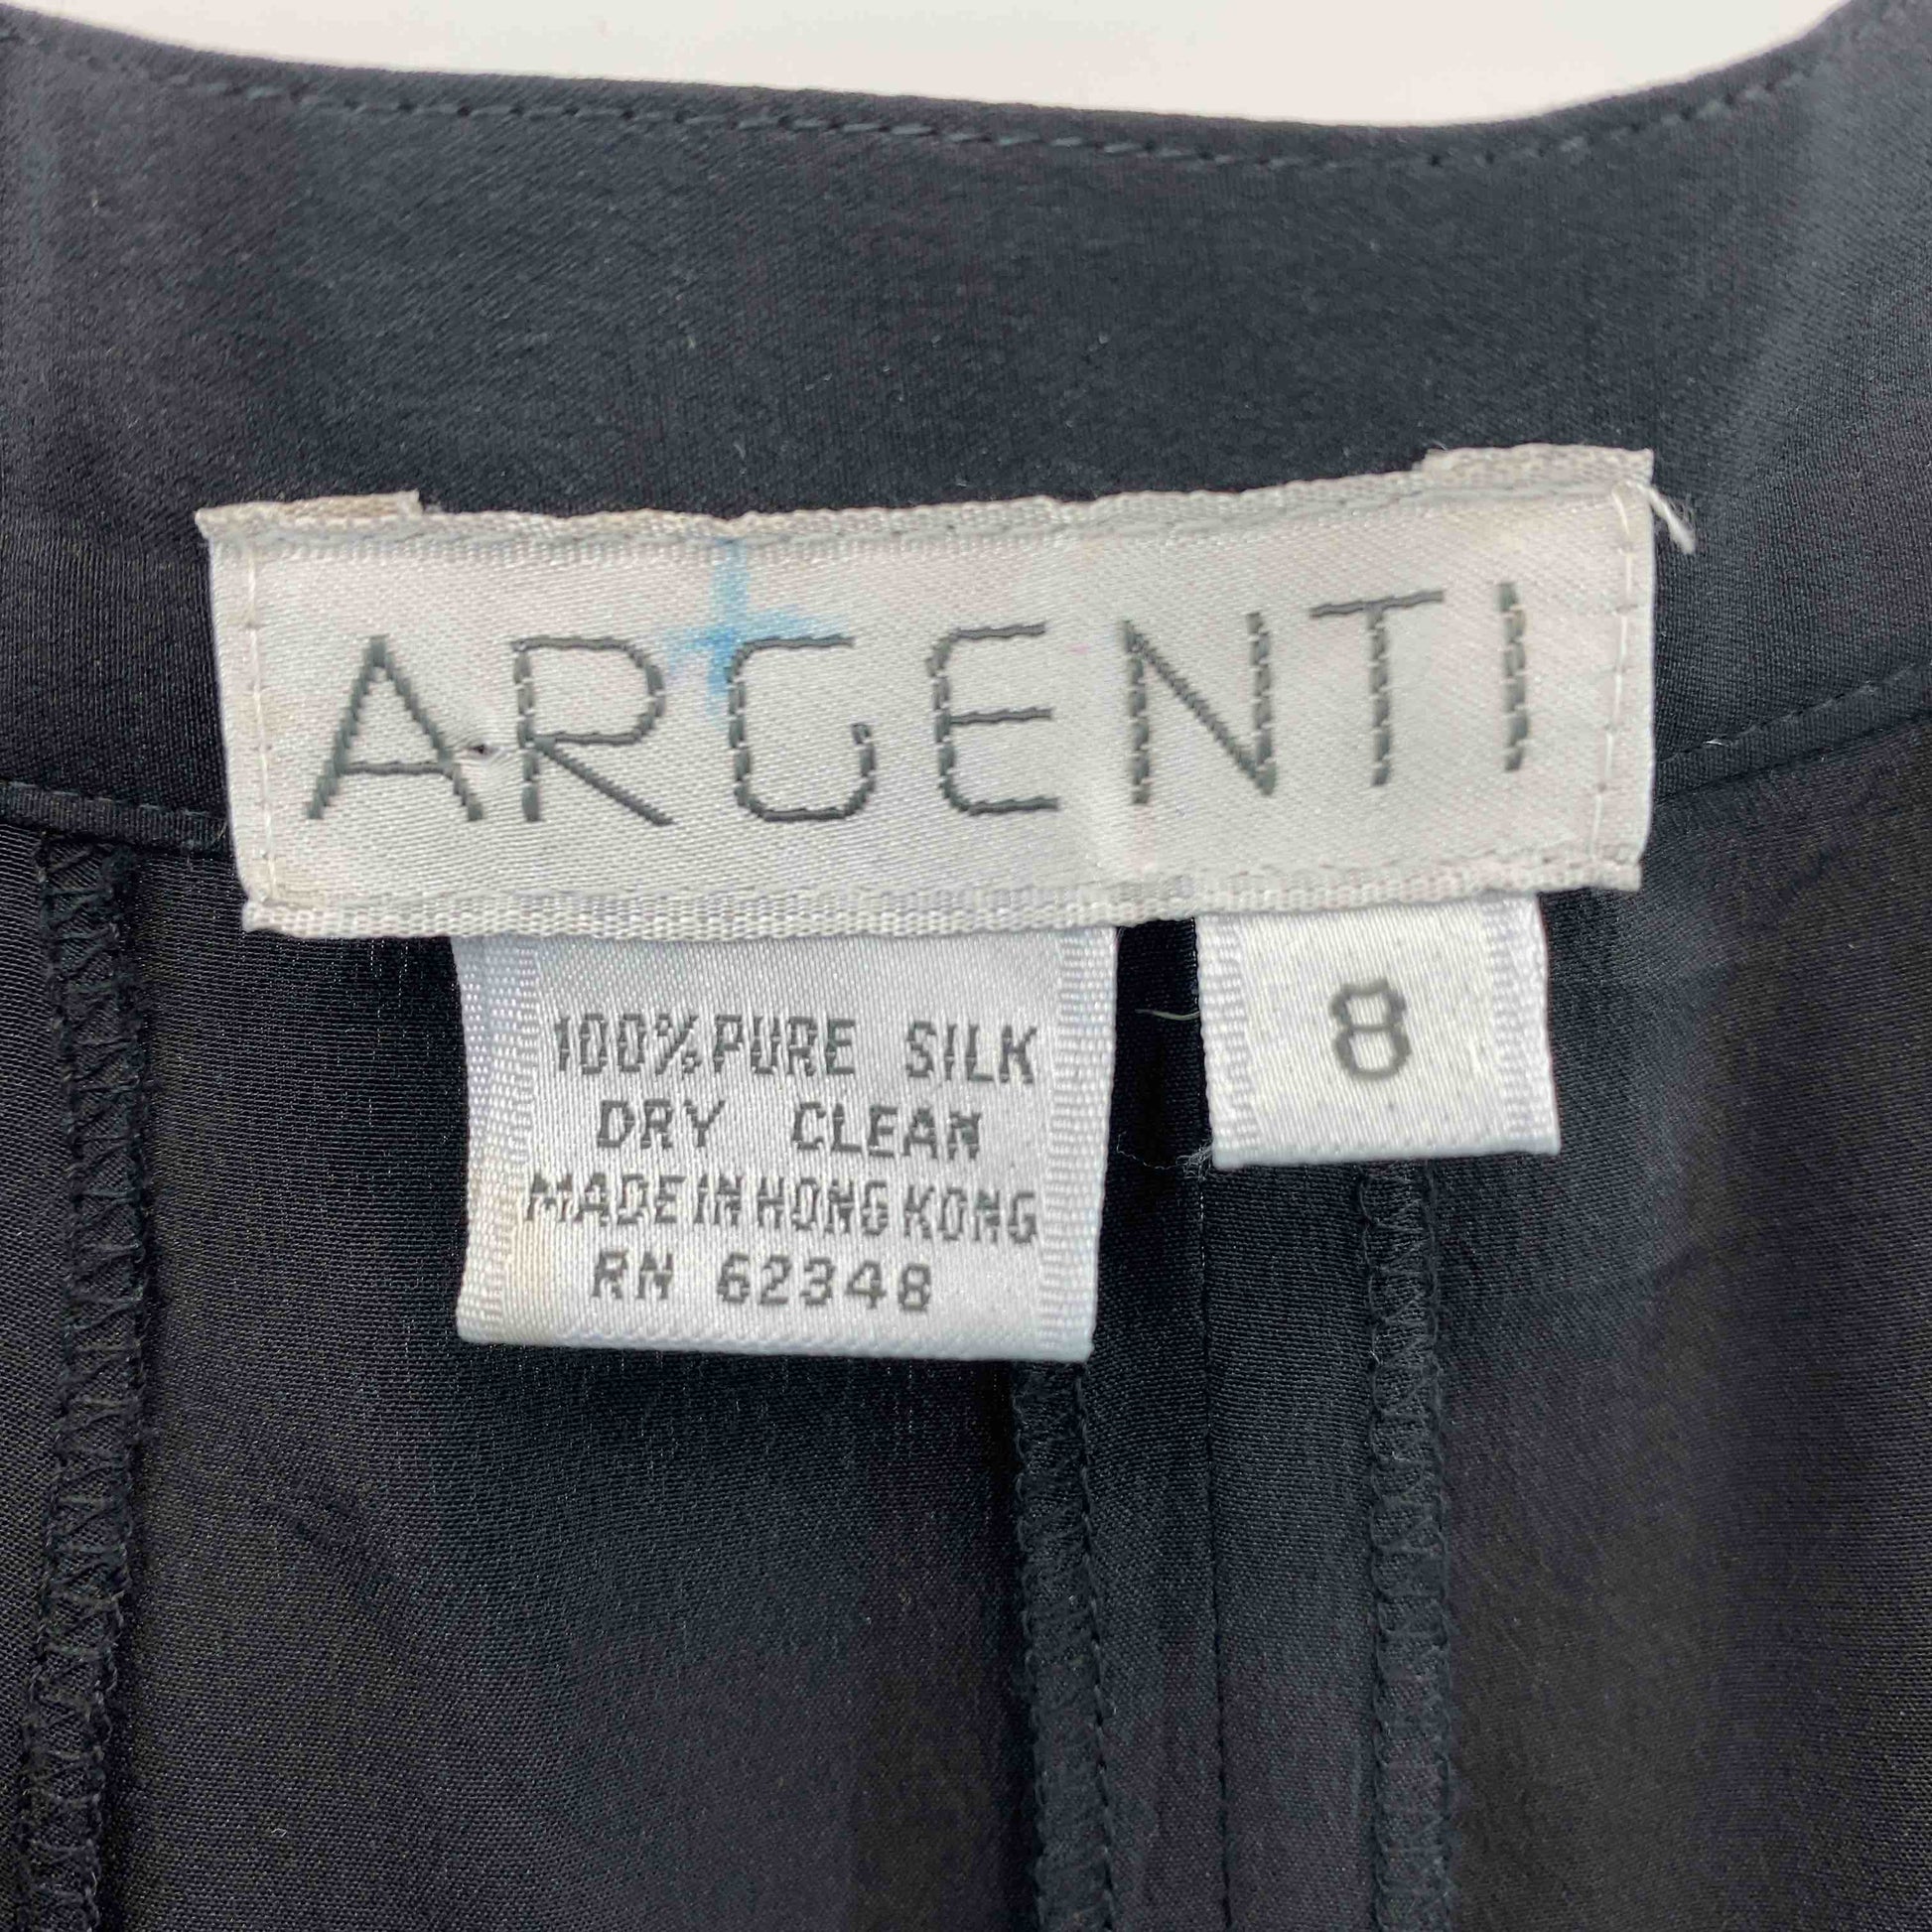 ARGENTI
100% PURE SILK
DRY CLEAN
MADE IN HONG KONG
RN 62348
8